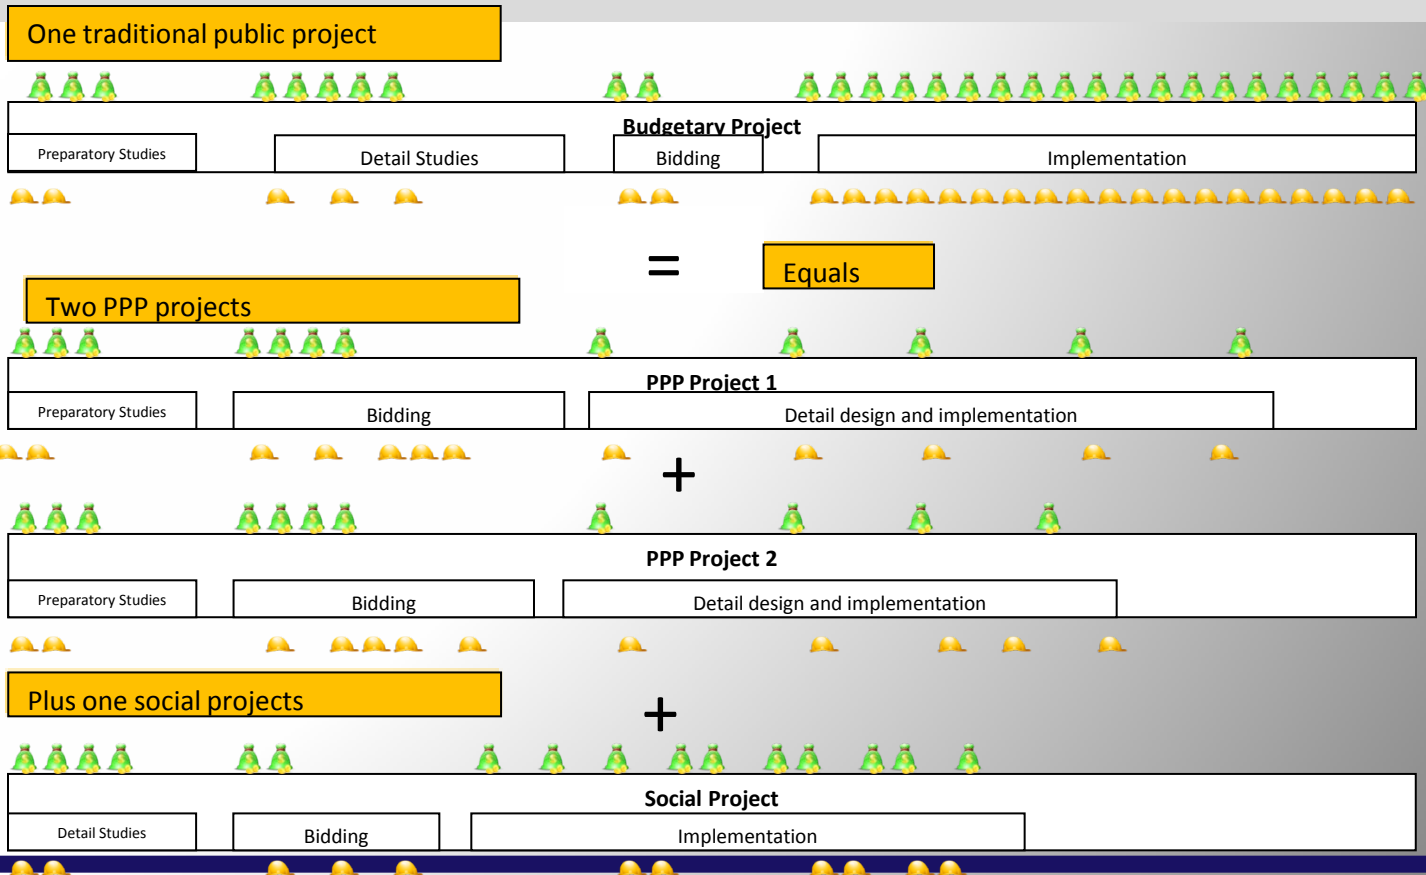 One traditional public project
Budgetary Project
Preparatory Studies
Detail Studies
Bidding
Implementation
=
Equals
Two PPP projects
PPP Project 1
Preparatory Studies
Bidding
Detail design and implementation
+
PPP Project 2
Preparatory Studies
Bidding
Detail design and implementation
Plus one social projects
+
Social Project
Detail Studies
Bidding
Implementation